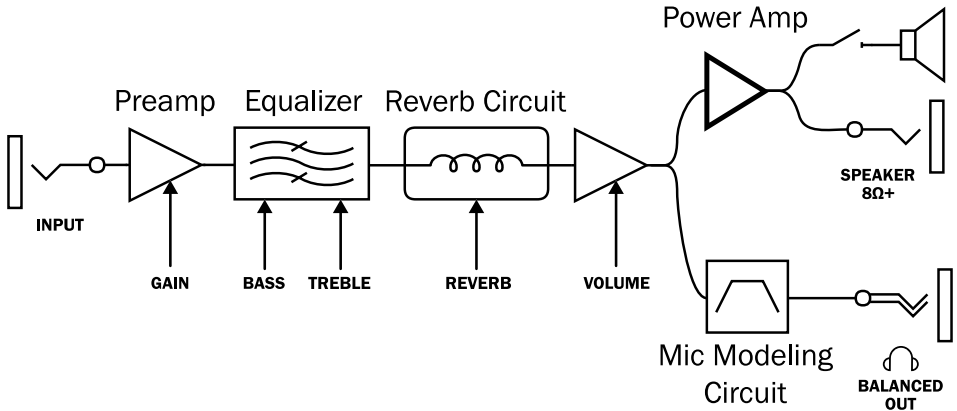 Power Amp
Preamp
Equalizer
Reverb Circuit
SPEAKER
8Ω+
INPUT
GAIN
BASS
TREBLE
REVERB
VOLUME
Mic Modeling
Circuit
BALANCED
OUT